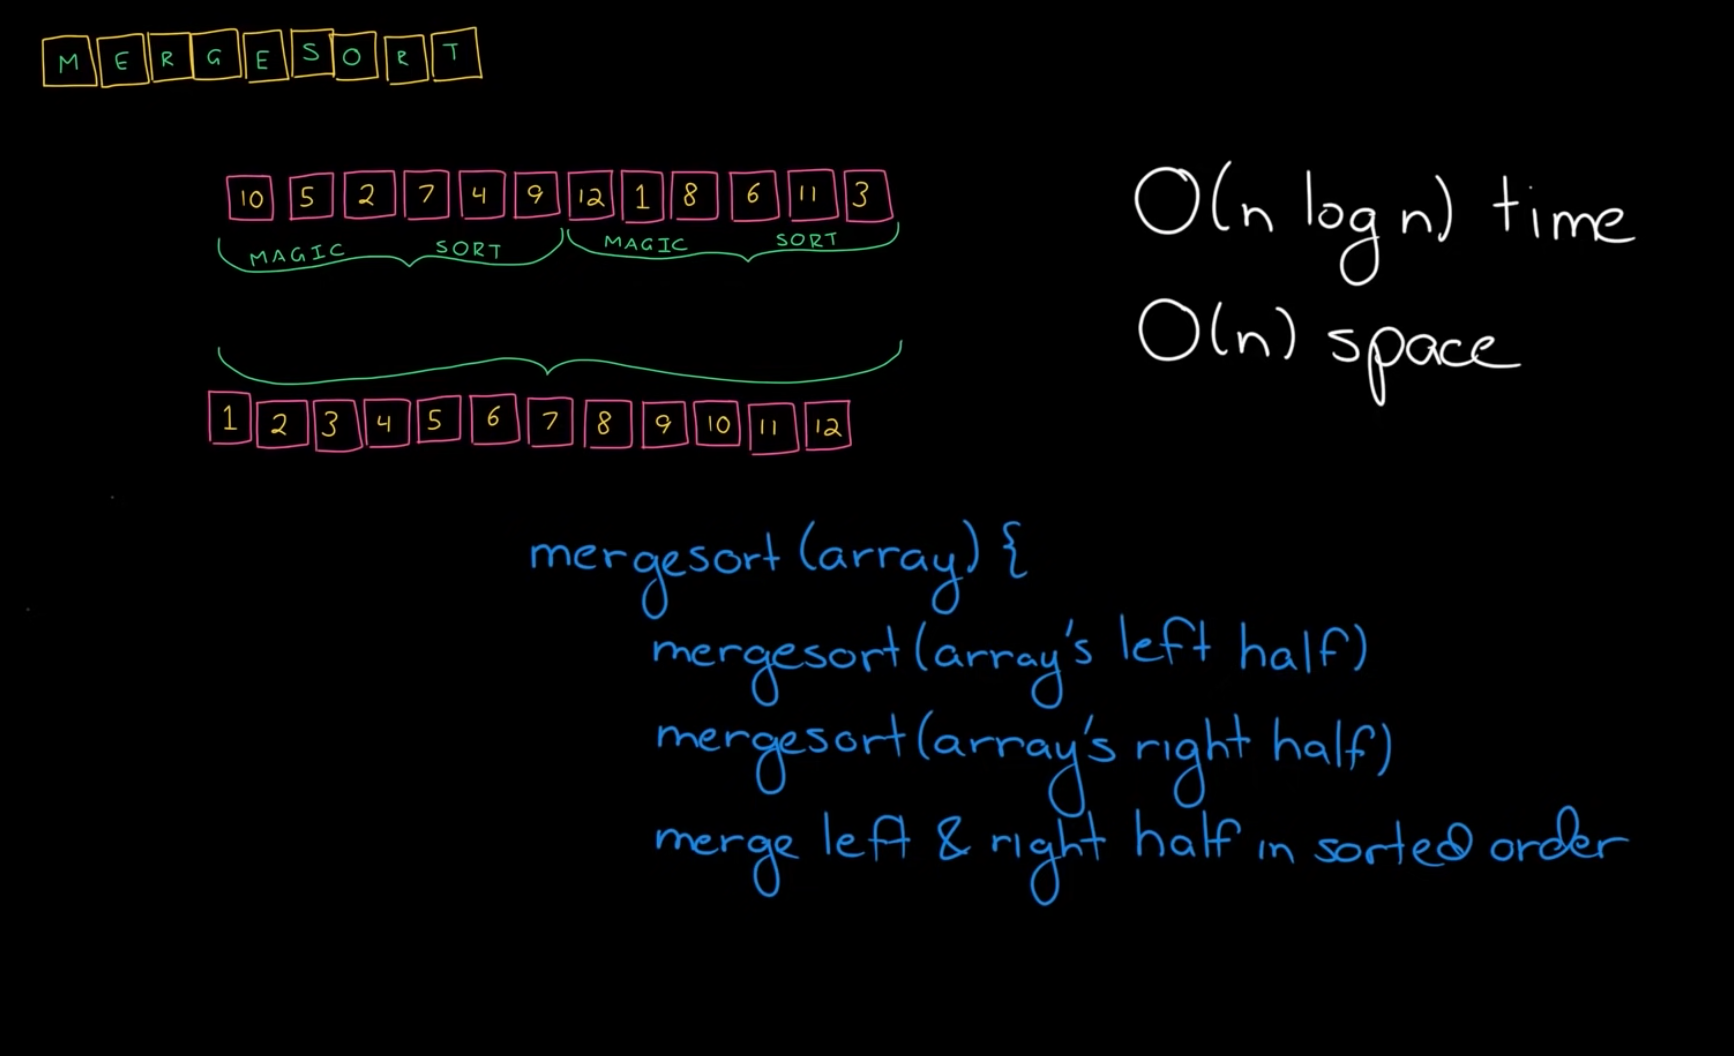 MERGESORT
10 5 2 7 4 9 12 1 8 6 11 3
MAGIC SORT MAGIC SORT
1 2 3 4 5 6 7 8 9 10 11 12
O(n log n) time
O(n) space
mergesort(array) {
mergesort(array's left half)
mergesort(array's right half)
merge left & right half in sorted order